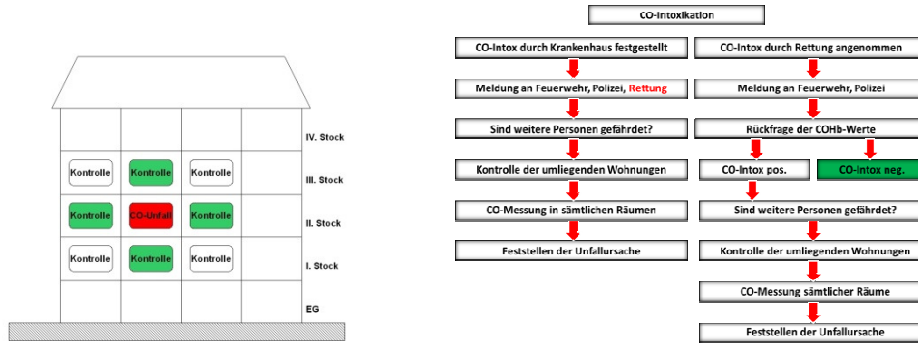 IV. Stock
Kontrolle Kontrolle Kontrolle
III. Stock
Kontrolle CO-Unfall Kontrolle
II. Stock
Kontrolle Kontrolle Kontrolle
I. Stock
EG
CO-Intoxikation
CO-Intox durch Krankenhaus festgestellt
Meldung an Feuerwehr, Polizei, Rettung
Sind weitere Personen gefährdet?
Kontrolle der umliegenden Wohnungen
CO-Messung in sämtlichen Räumen
Feststellen der Unfallursache
CO-Intox durch Rettung angenommen
Meldung an Feuerwehr, Polizei
Rückfrage der COHb-Werte
CO-Intox pos.
CO-Intox neg.
Sind weitere Personen gefährdet?
Kontrolle der umliegenden Wohnungen
CO-Messung sämtlicher Räume
Feststellen der Unfallursache